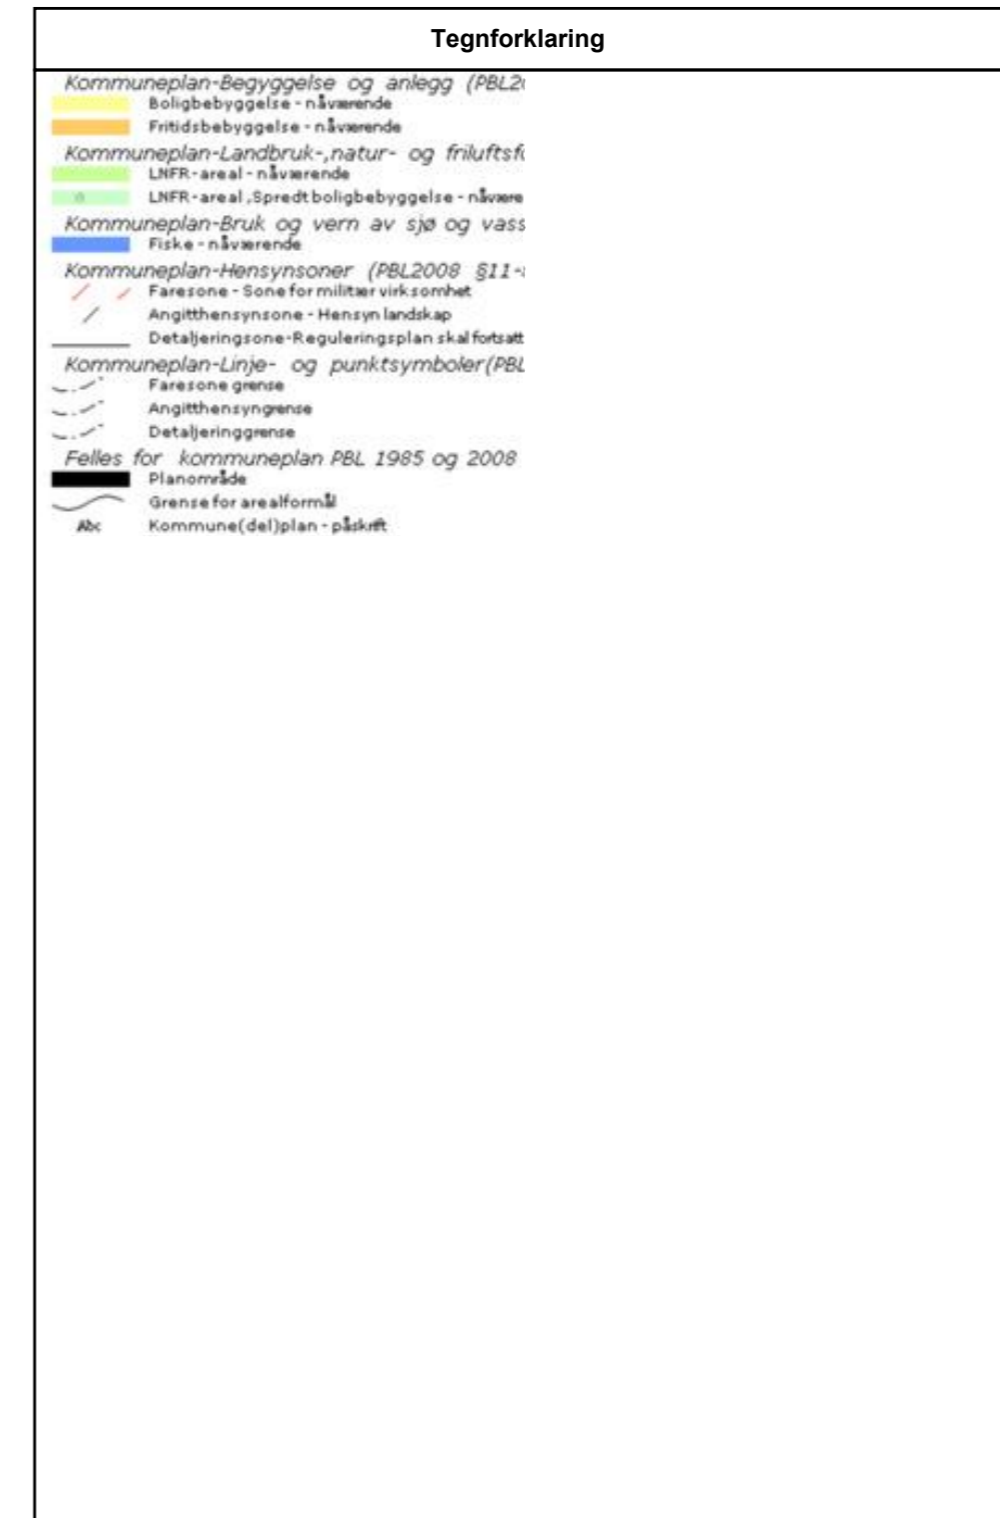 Tegnforklaring
Kommuneplan-Begyggelse og anlegg (PBL20
Boligbebyggelse - nåværende
Fritidsbebyggelse - nåværende
Kommuneplan-Landbruk-,natur- og friluftsfo
LNFR-areal - nåværende
LNFR-areal ,Spredt boligbebyggelse - nåvære
Kommuneplan-Bruk og vern av sjø og vass
Fiske - nåværende
Kommuneplan-Hensynsoner (PBL2008 §11-
Faresone - Sone for militær virksomhet
Angitthensynsone - Hensyn landskap
Detaljeringsone-Reguleringsplan skal fortsatt
Kommuneplan-Linje- og punktsymboler(PBL
Faresone grense
Angitthensyngrense
Detaljeringgrense
Felles for kommuneplan PBL 1985 og 2008
Planområde
Grense for arealformål
Abc Kommune(del)plan - påskrift